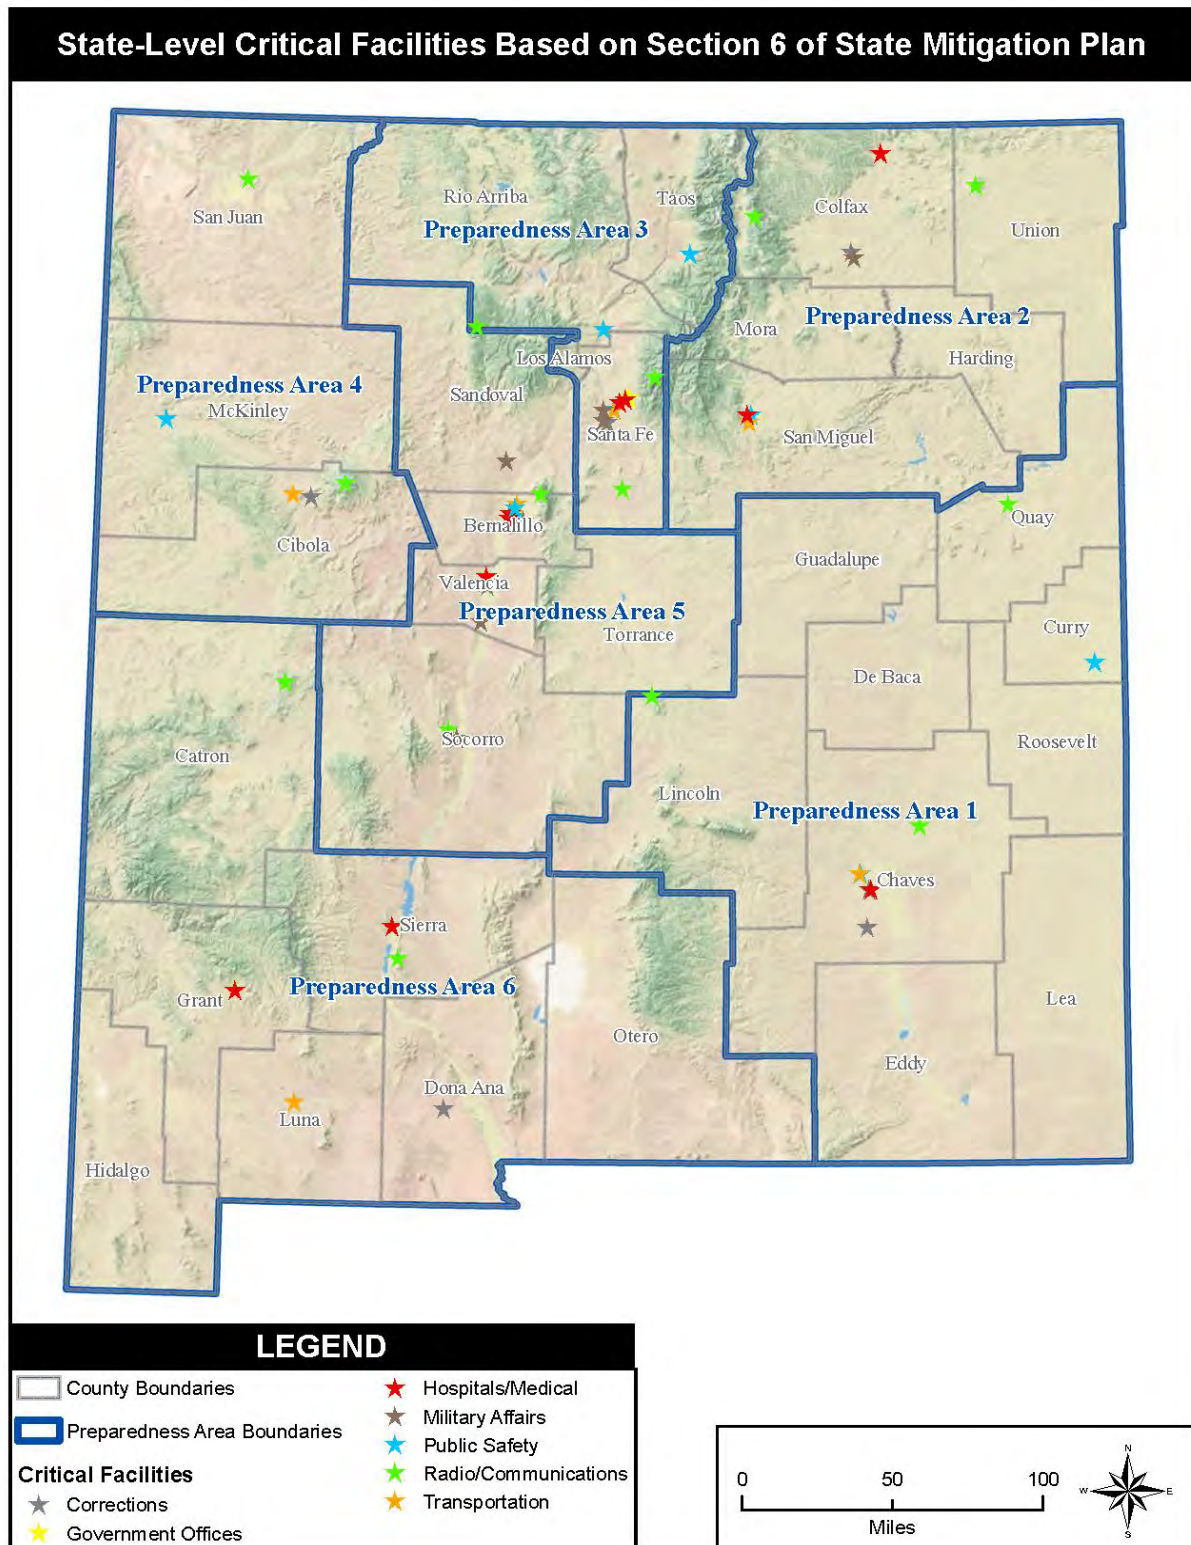 State-Level Critical Facilities Based on Section 6 of State Mitigation Plan
San Juan
Rio Arriba
Taos
Colfax
Union
Preparedness Area 3
Preparedness Area 2
Mora
Harding
Los Alamos
Preparedness Area 4
McKinley
Sandoval
Santa Fe
San Miguel
Quay
Bernalillo
Cibola
Guadalupe
Valencia
Preparedness Area 5
Torrance
Curry
De Baca
Socorro
Catron
Roosevelt
Lincoln
Preparedness Area 1
Chaves
Sierra
Preparedness Area 6
Grant
Lea
Otero
Eddy
Dona Ana
Luna
Hidalgo
LEGEND
County Boundaries
Preparedness Area Boundaries
Critical Facilities
Corrections
Government Offices
Hospitals/Medical
Military Affairs
Public Safety
Radio/Communications
Transportation
0 50 100
Miles
N
W E
S